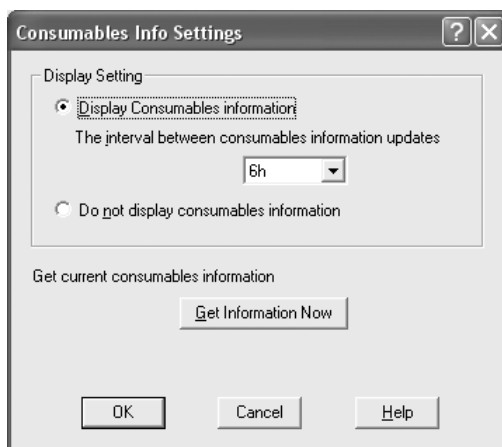 Consumables Info Settings
Display Setting
Display Consumables information
The interval between consumables information updates
6h
Do not display consumables information
Get current consumables information
Get Information Now
OK Cancel Help